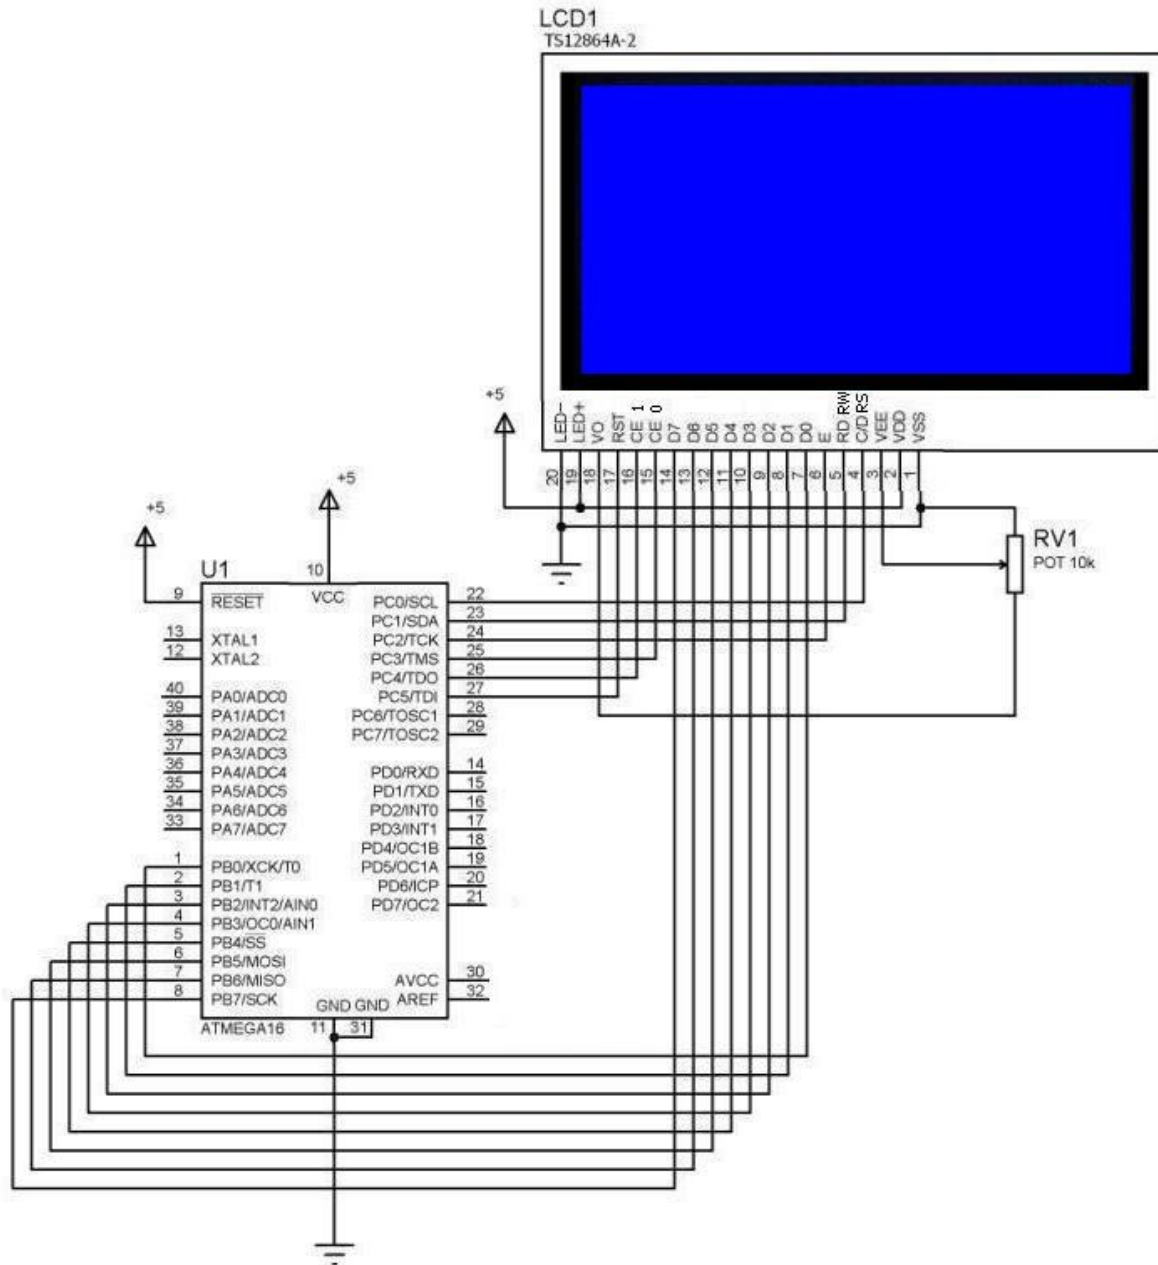 LCD1
TS12864A-2
LED-
LED+
VO
RST
CE 1
CE 0
D7
D6
D5
D4
D3
D2
D1
D0
E
RD RW
C/D RS
VEE
VDD
VSS
20
19
18
17
16
15
14
13
12
11
10
9
8
7
6
5
4
3
2
1
+5
+5
+5
RV1
POT 10k
U1
10
VCC
9 RESET
13 XTAL1
12 XTAL2
40 PA0/ADC0
39 PA1/ADC1
38 PA2/ADC2
37 PA3/ADC3
36 PA4/ADC4
35 PA5/ADC5
34 PA6/ADC6
33 PA7/ADC7
1 PB0/XCK/T0
2 PB1/T1
3 PB2/INT2/AIN0
4 PB3/OC0/AIN1
5 PB4/SS
6 PB5/MOSI
7 PB6/MISO
8 PB7/SCK
PC0/SCL 22
PC1/SDA 23
PC2/TCK 24
PC3/TMS 25
PC4/TDO 26
PC5/TDI 27
PC6/TOSC1 28
PC7/TOSC2 29
PD0/RXD 14
PD1/TXD 15
PD2/INT0 16
PD3/INT1 17
PD4/OC1B 18
PD5/OC1A 19
PD6/ICP 20
PD7/OC2 21
AVCC 30
AREF 32
GND GND
11 31
ATMEGA16